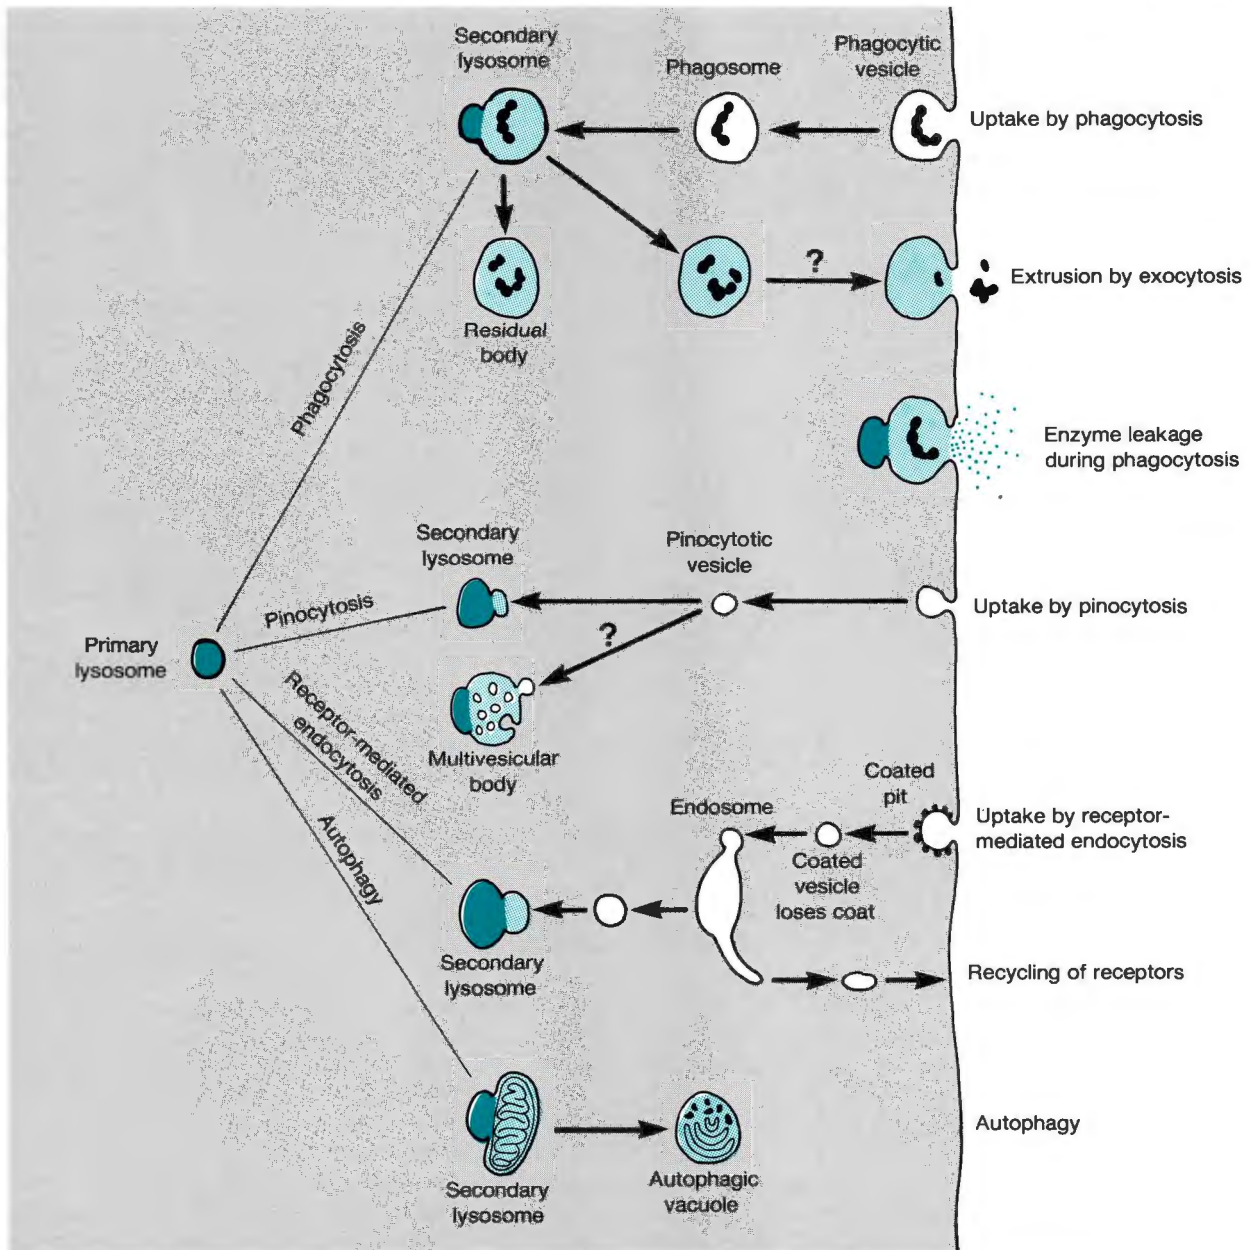 Secondary
lysosome
Phagosome
Phagocytic
vesicle
Uptake by phagocytosis
Residual
body
?
Extrusion by exocytosis
Phagocytosis
Enzyme leakage
during phagocytosis
Secondary
lysosome
Pinocytotic
vesicle
Uptake by pinocytosis
Pinocytosis
Primary
lysosome
?
Multivesicular
body
Receptor-mediated
endocytosis
Autophagy
Endosome
Coated
pit
Uptake by receptor-
mediated endocytosis
Coated
vesicle
loses coat
Secondary
lysosome
Recycling of receptors
Secondary
lysosome
Autophagic
vacuole
Autophagy